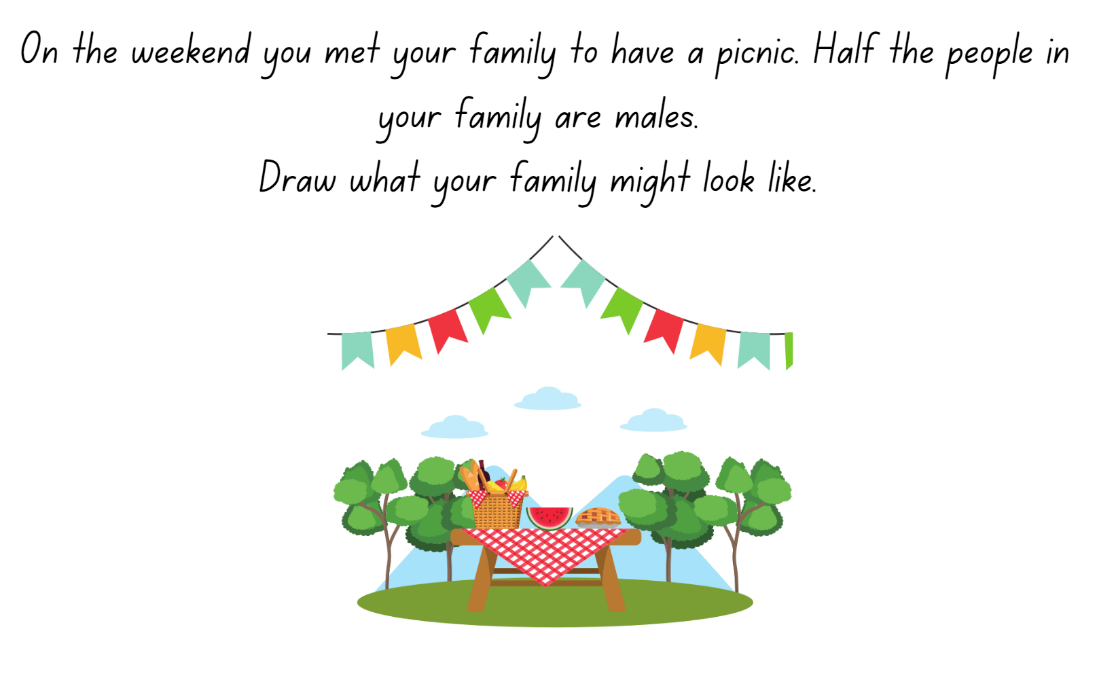 On the weekend you met your family to have a picnic. Half the people in
your family are males.
Draw what your family might look like.